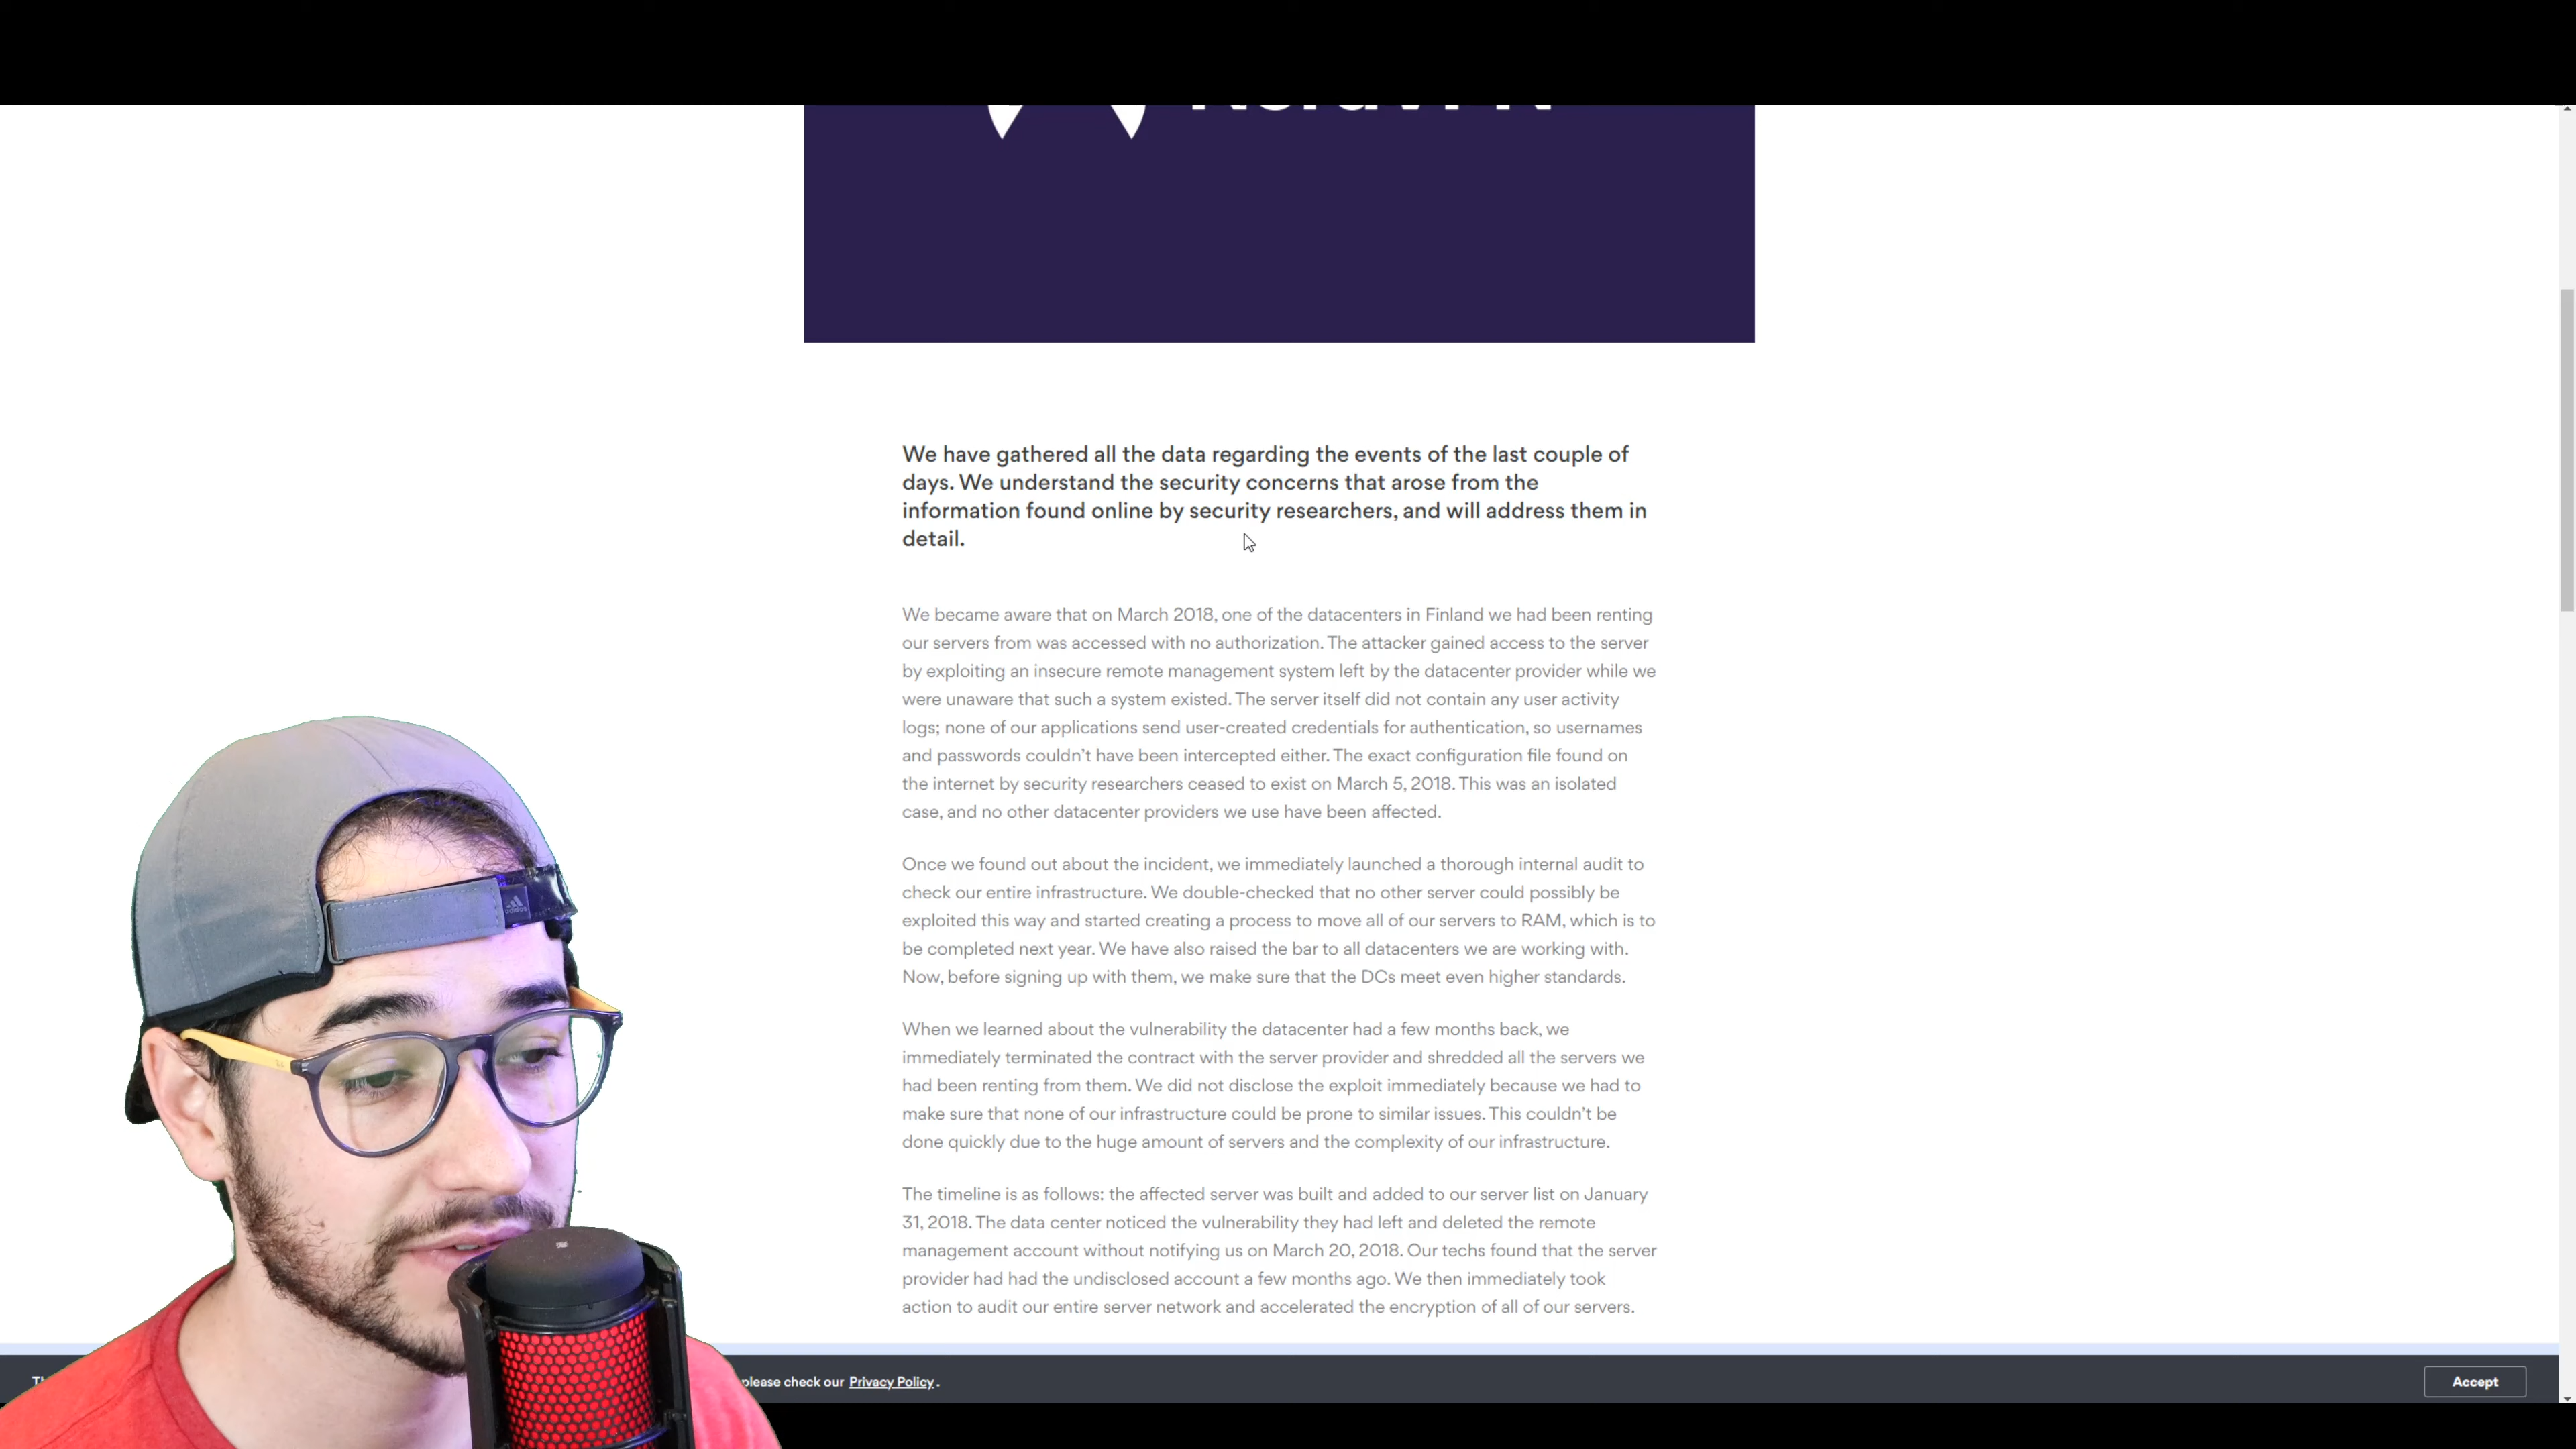 We have gathered all the data regarding the events of the last couple of
days. We understand the security concerns that arose from the
information found online by security researchers, and will address them in
detail.
We became aware that on March 2018, one of the datacenters in Finland we had been renting
our servers from was accessed with no authorization. The attacker gained access to the server
by exploiting an insecure remote management system left by the datacenter provider while we
were unaware that such a system existed. The server itself did not contain any user activity
logs; none of our applications send user-created credentials for authentication, so usernames
and passwords couldn't have been intercepted either. The exact configuration file found on
the internet by security researchers ceased to exist on March 5, 2018. This was an isolated
case, and no other datacenter providers we use have been affected.
Once we found out about the incident, we immediately launched a thorough internal audit to
check our entire infrastructure. We double-checked that no other server could possibly be
exploited this way and started creating a process to move all of our servers to RAM, which is to
be completed next year. We have also raised the bar to all datacenters we are working with.
Now, before signing up with them, we make sure that the DCs meet even higher standards.
When we learned about the vulnerability the datacenter had a few months back, we
immediately terminated the contract with the server provider and shredded all the servers we
had been renting from them. We did not disclose the exploit immediately because we had to
make sure that none of our infrastructure could be prone to similar issues. This couldn't be
done quickly due to the huge amount of servers and the complexity of our infrastructure.
The timeline is as follows: the affected server was built and added to our server list on January
31, 2018. The data center noticed the vulnerability they had left and deleted the remote
management account without notifying us on March 20, 2018. Our techs found that the server
provider had had the undisclosed account a few months ago. We then immediately took
action to audit our entire server network and accelerated the encryption of all of our servers.
please check our Privacy Policy.
Accept
adidas